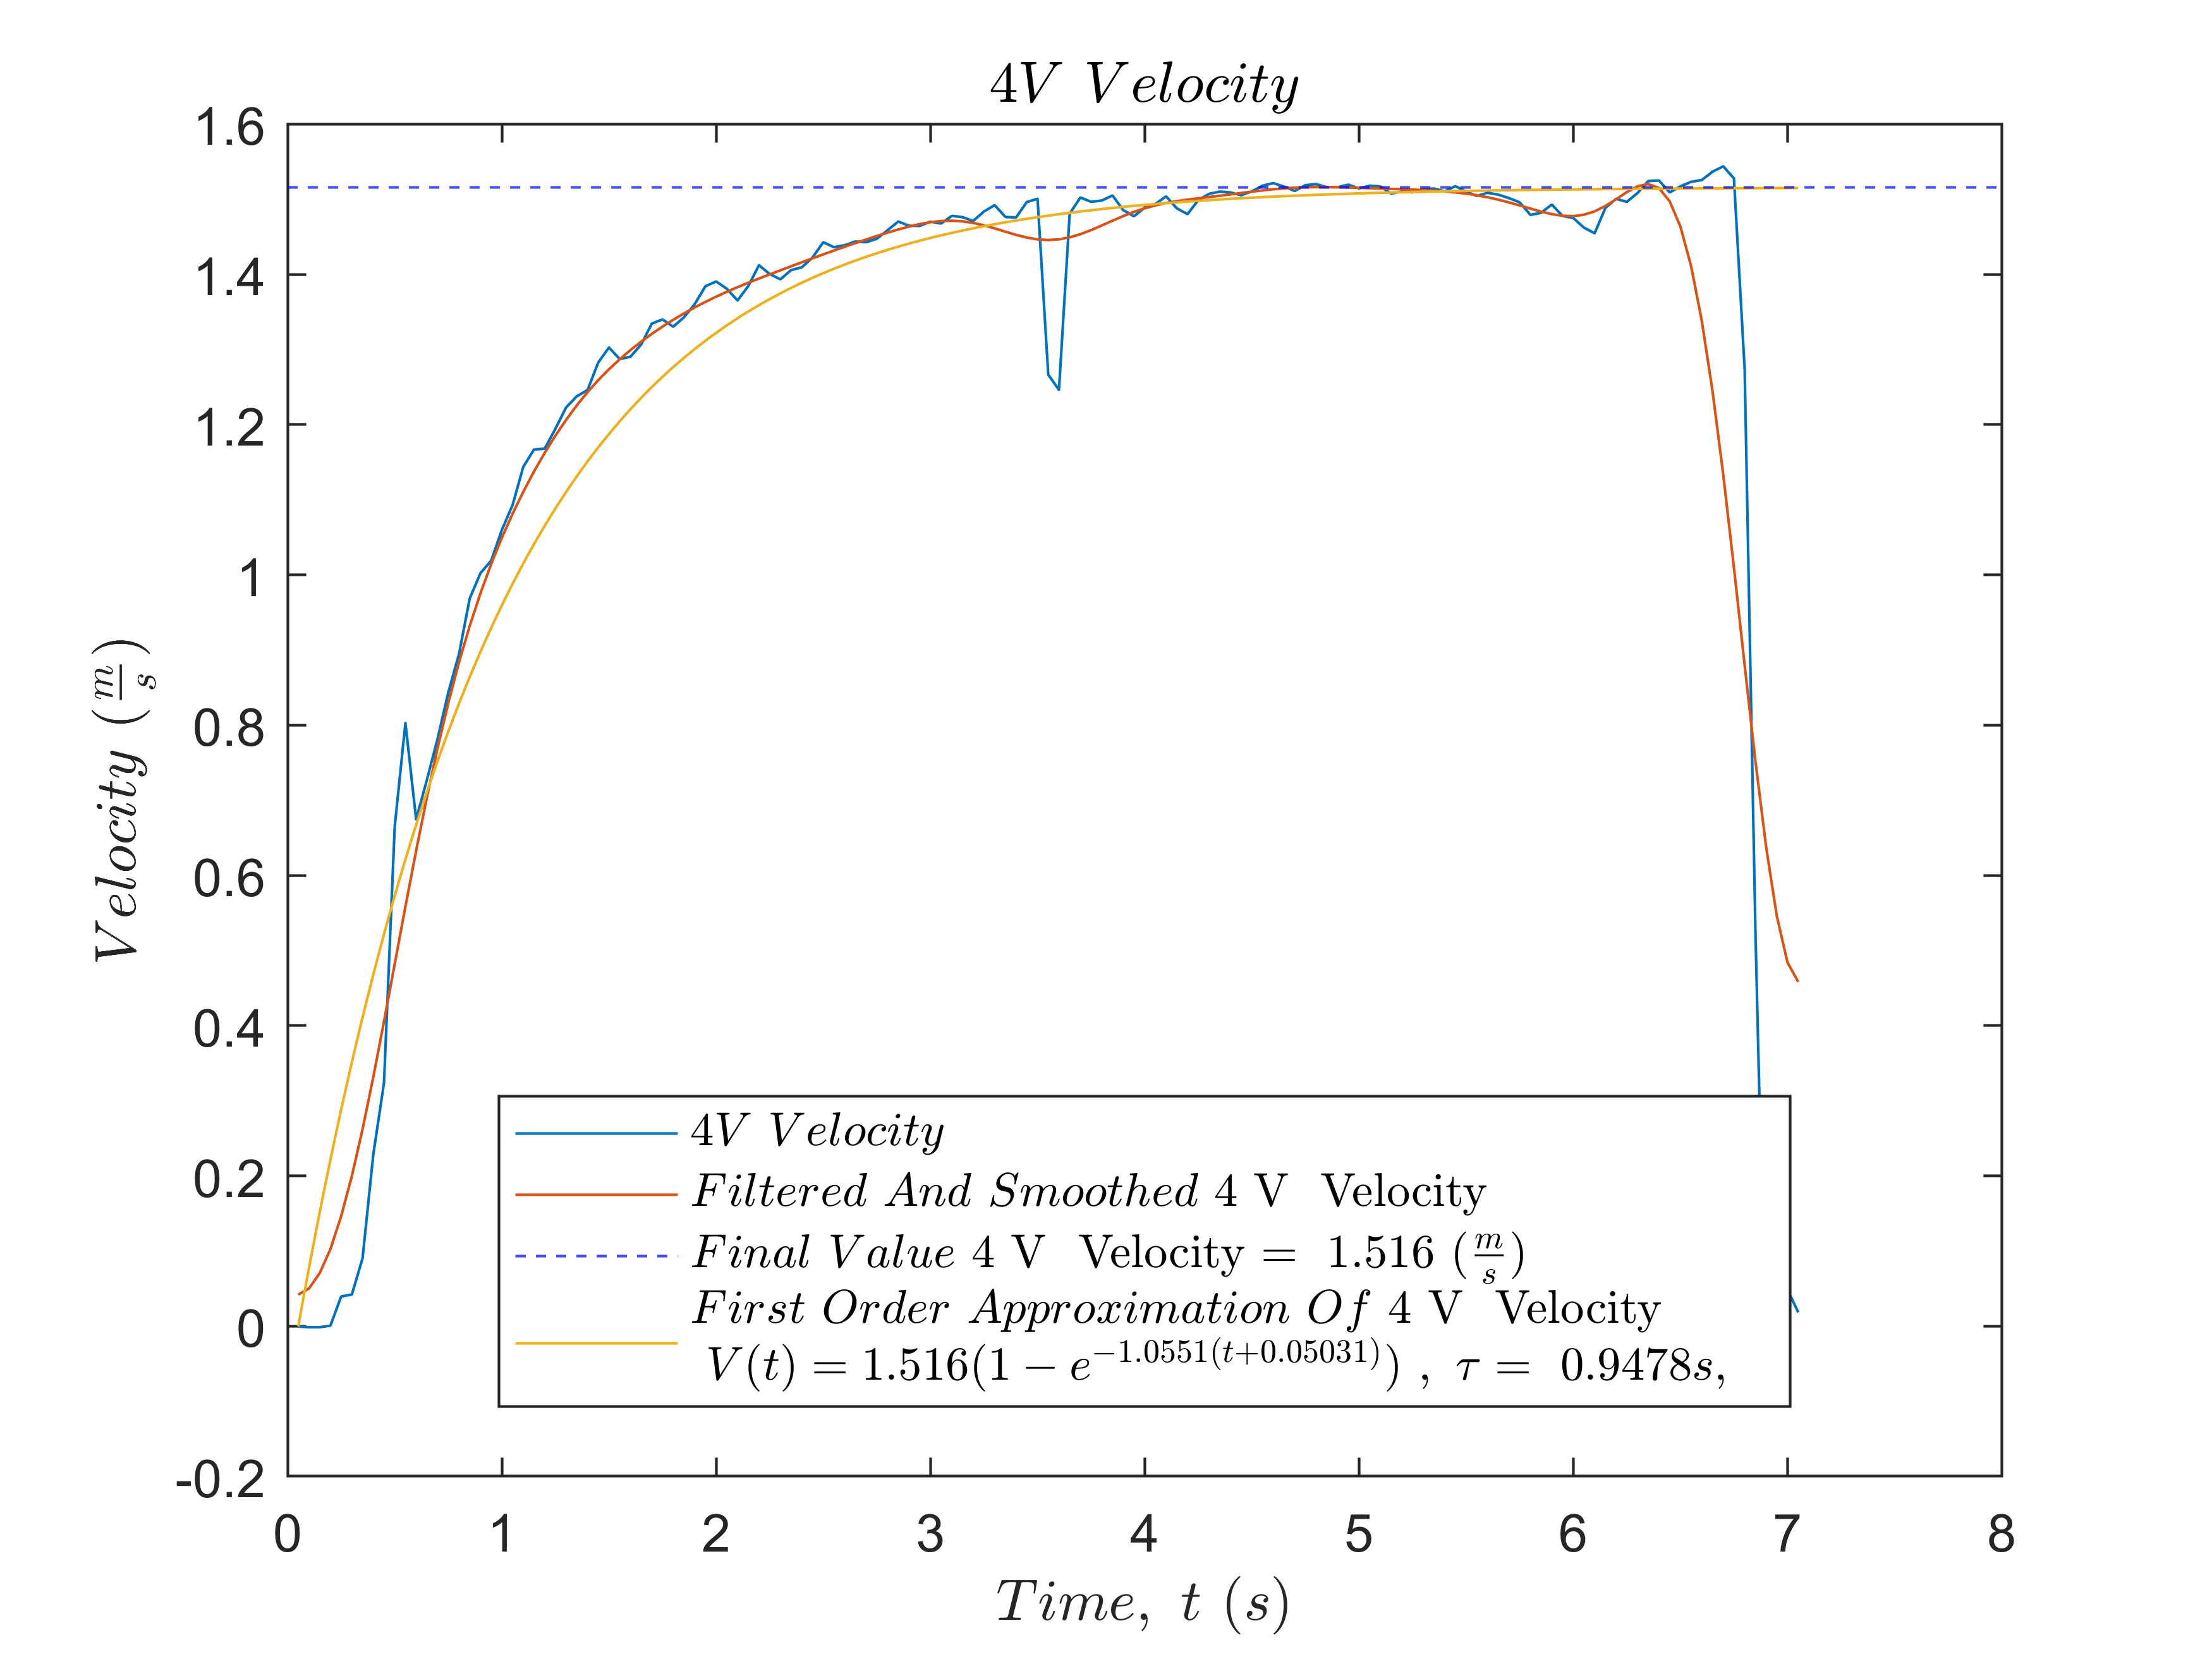 4V Velocity
1.6
1.4
1.2
1
0.8
0.6
0.4
0.2
0
-0.2
Velocity (m/s)
4V Velocity
Filtered And Smoothed 4 V Velocity
Final Value 4 V Velocity = 1.516 (m/s)
First Order Approximation Of 4 V Velocity
V(t) = 1.516(1 − e^{−1.0551(t+0.05031)}) , τ = 0.9478s,
0 1 2 3 4 5 6 7 8
Time, t (s)